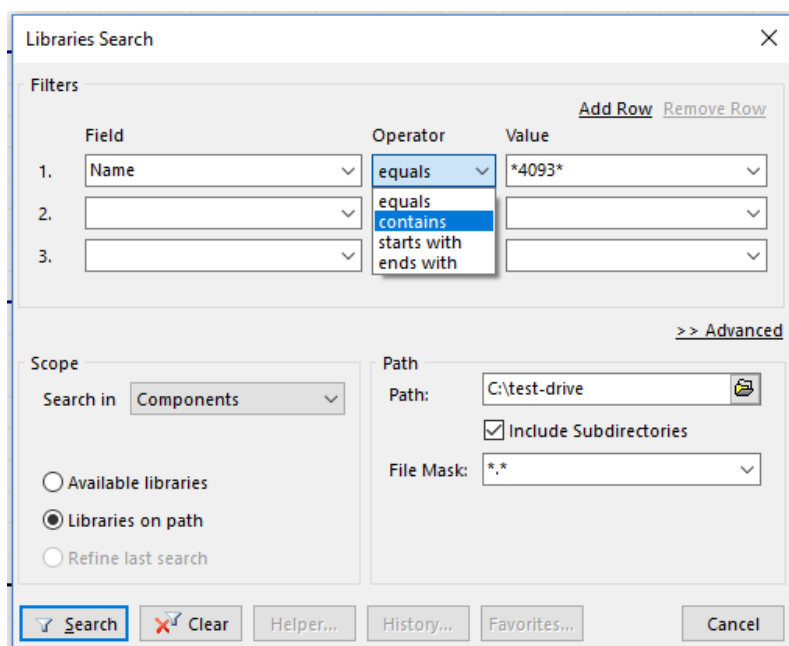 Libraries Search
Filters
Add Row Remove Row
Field Operator Value
1. Name equals *4093*
equals
2.
contains
starts with
3.
ends with
>> Advanced
Scope
Search in Components
Available libraries
Libraries on path
Refine last search
Path
Path: C:\test-drive
Include Subdirectories
File Mask: *.*
Search Clear Helper... History... Favorites... Cancel